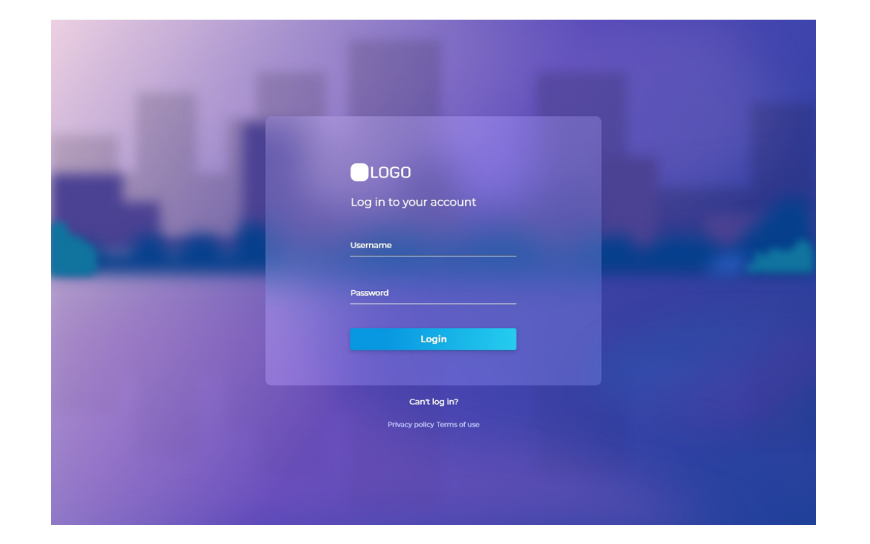 LOGO
Log in to your account
Username
Password
Login
Can't log in?
Privacy policy Terms of use